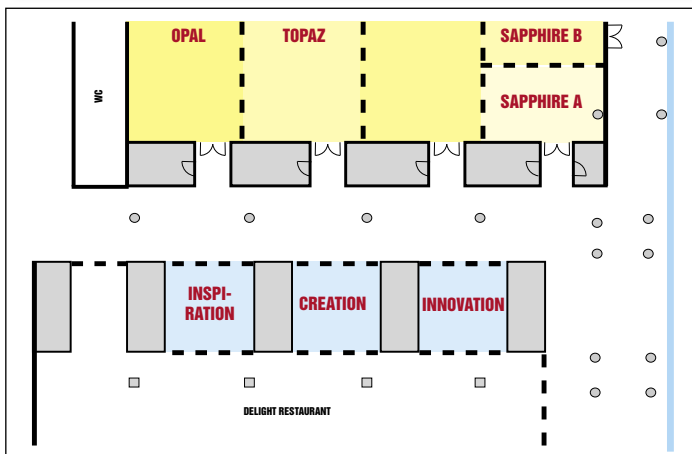 OPAL
TOPAZ
SAPPHIRE B
SAPPHIRE A
WC
INSPI-
RATION
CREATION
INNOVATION
DELIGHT RESTAURANT